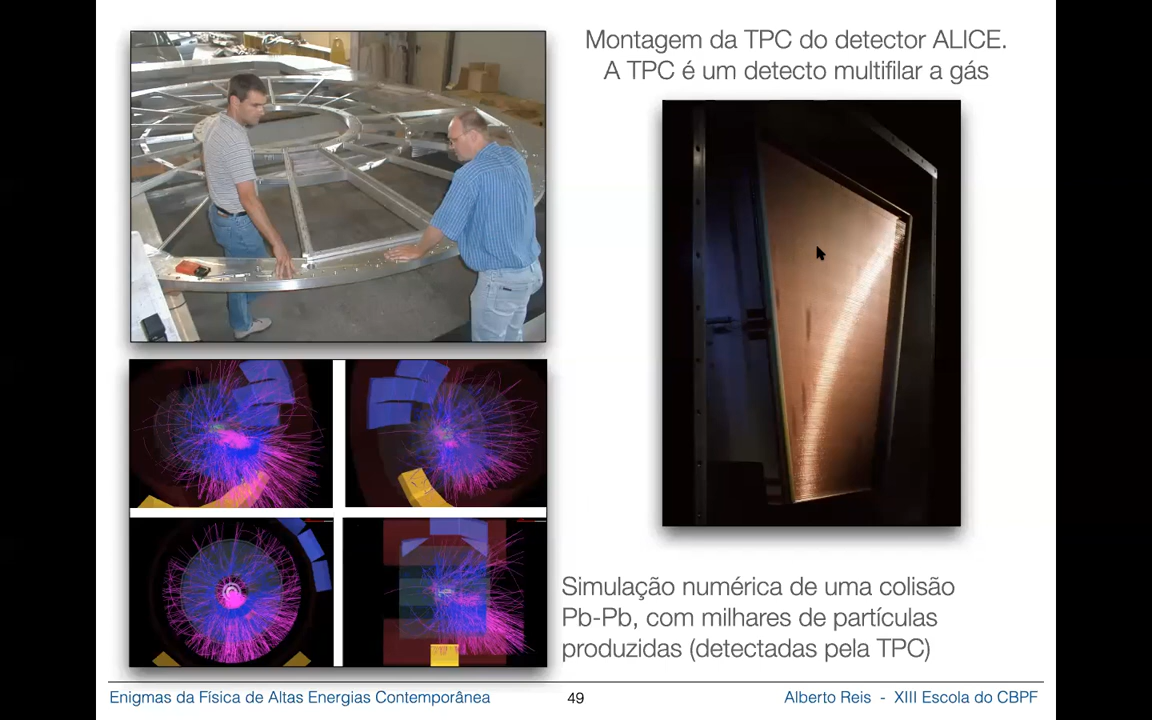 Montagem da TPC do detector ALICE.
A TPC é um detecto multifilar a gás
Simulação numérica de uma colisão
Pb-Pb, com milhares de partículas
produzidas (detectadas pela TPC)
Enigmas da Física de Altas Energias Contemporânea
49
Alberto Reis - XIII Escola do CBPF